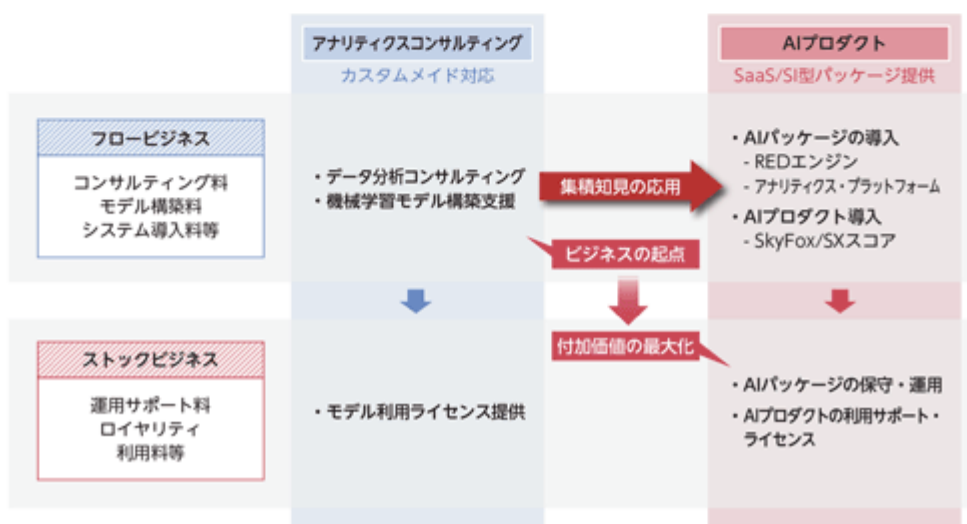 アナリティクスコンサルティング
カスタムメイド対応
AIプロダクト
SaaS/SI型パッケージ提供
フロービジネス
コンサルティング料
モデル構築料
システム導入料等
・データ分析コンサルティング
・機械学習モデル構築支援
集積知見の応用
・AIパッケージの導入
- REDエンジン
- アナリティクス・プラットフォーム
・AIプロダクト導入
- SkyFox/SXスコア
ビジネスの起点
付加価値の最大化
ストックビジネス
運用サポート料
ロイヤリティ
利用料等
・モデル利用ライセンス提供
・AIパッケージの保守・運用
・AIプロダクトの利用サポート・
ライセンス